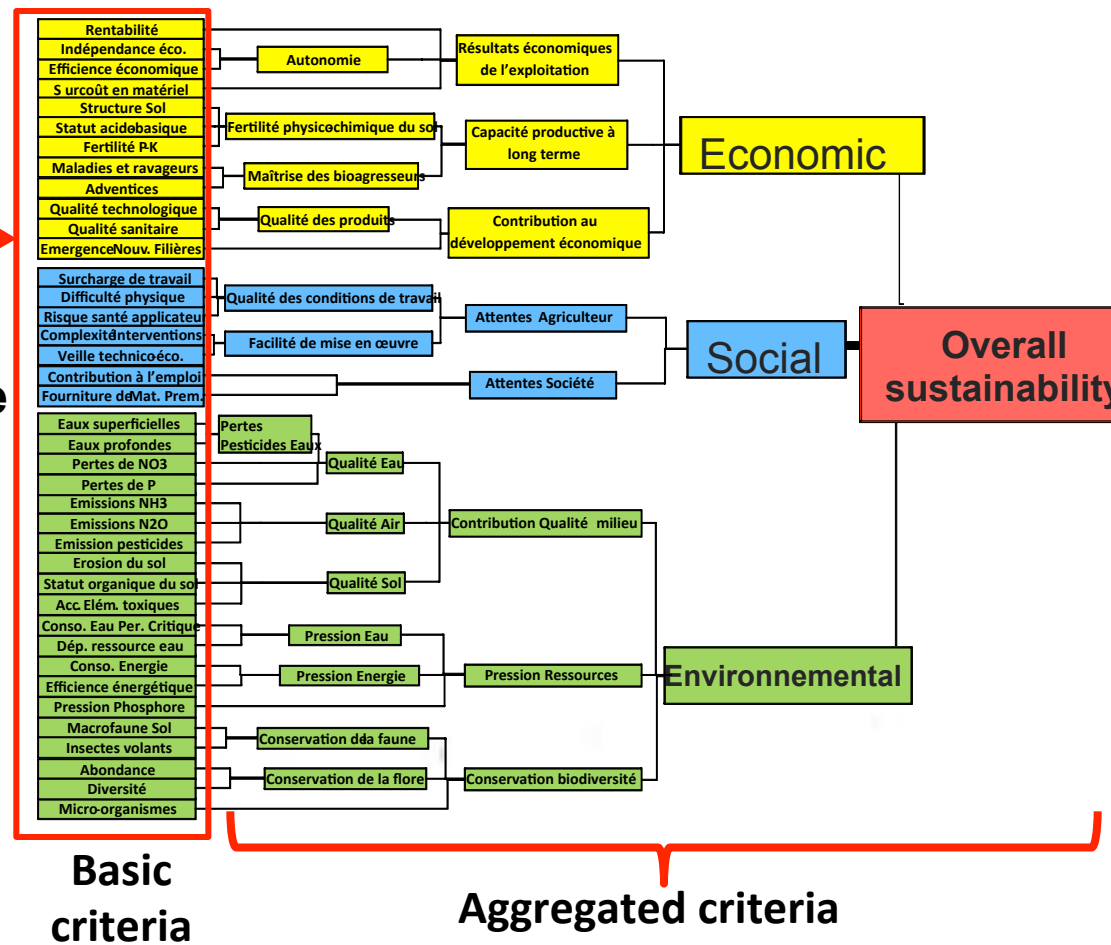 Rentabilité
Indépendance éco.
Efficience économique
S urcoût en matériel
Structure Sol
Statut acidobasique
Fertilité P-K
Maladies et ravageurs
Adventices
Qualité technologique
Qualité sanitaire
EmergenceNouv. Filières
Autonomie
Fertilité physicochimique du sol
Maîtrise des bioagresseurs
Qualité des produits
Résultats économiques
de l'exploitation
Capacité productive à
long terme
Contribution au
développement économique
Economic
Surcharge de travail
Difficulté physique
Risque santé applicateur
ComplexitéInterventions
Veille technico-éco.
Contribution à l'emploi
Fourniture deMat. Prem.
Qualité des conditions de travail
Facilité de mise en œuvre
Attentes Agriculteur
Attentes Société
Social
Overall
sustainability
e
Eaux superficielles
Eaux profondes
Pertes de NO3
Pertes de P
Emissions NH3
Emissions N2O
Emission pesticides
Erosion du sol
Statut organique du sol
Acc. Elém. toxiques
Conso. Eau Per. Critique
Dép. ressource eau
Conso. Energie
Efficience énergétique
Pression Phosphore
Macrofaune Sol
Insectes volants
Abondance
Diversité
Micro-organismes
Pertes
Pesticides Eaux
Qualité Eau
Qualité Air
Qualité Sol
Pression Eau
Pression Energie
Conservation de la faune
Conservation de la flore
Contribution Qualité milieu
Pression Ressources
Conservation biodiversité
Environnemental
Basic
criteria
Aggregated criteria